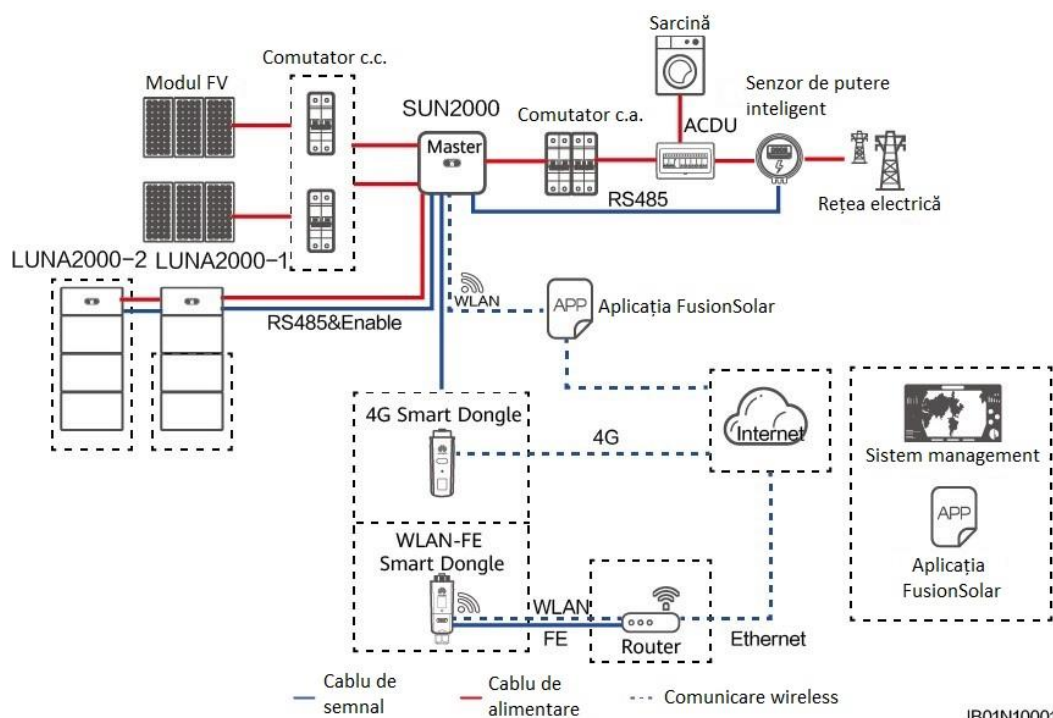 Sarcină
Comutator c.c.
Modul FV
Senzor de putere
inteligent
SUN2000
Comutator c.a.
ACDU
Master
RS485
Rețea electrică
LUNA2000-2
LUNA2000-1
WLAN
APP
Aplicația FusionSolar
RS485&Enable
4G Smart Dongle
4G
Internet
Sistem management
APP
Aplicația
FusionSolar
WLAN-FE
Smart Dongle
WLAN
FE
Router
Ethernet
Cablu de
semnal
Cablu de
alimentare
Comunicare wireless